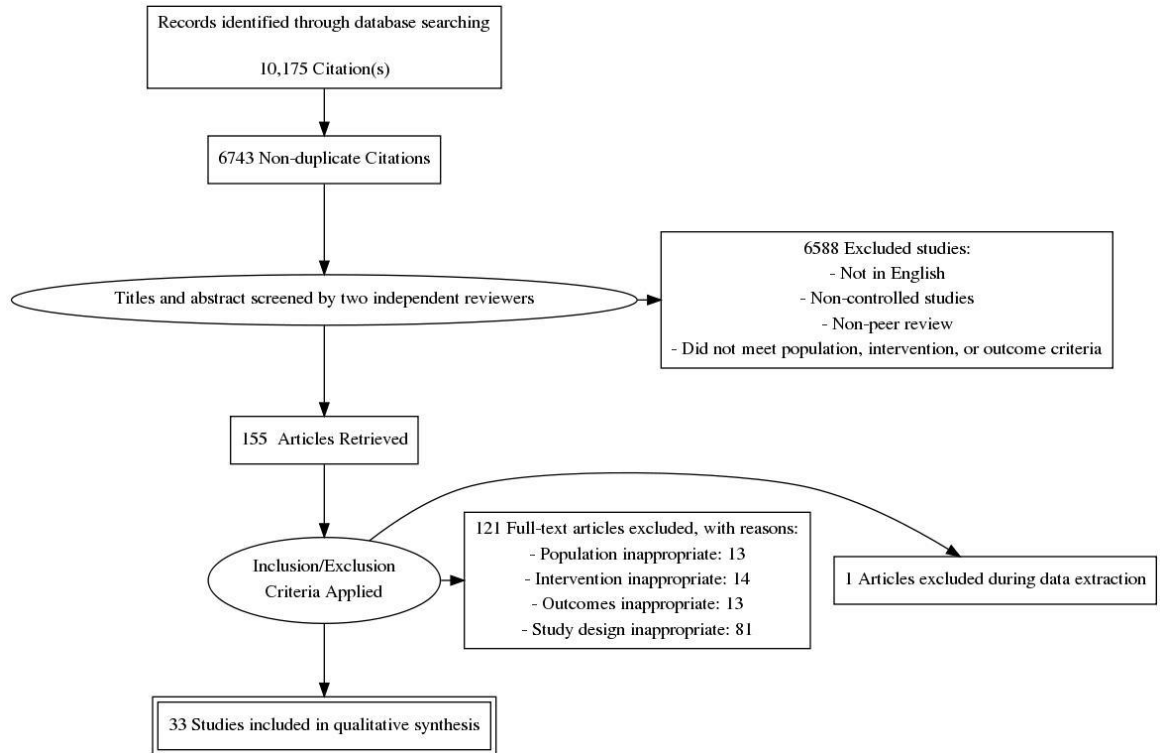 Records identified through database searching
10,175 Citation(s)
6743 Non-duplicate Citations
Titles and abstract screened by two independent reviewers
6588 Excluded studies:
- Not in English
- Non-controlled studies
- Non-peer review
- Did not meet population, intervention, or outcome criteria
155 Articles Retrieved
Inclusion/Exclusion
Criteria Applied
121 Full-text articles excluded, with reasons:
- Population inappropriate: 13
- Intervention inappropriate: 14
- Outcomes inappropriate: 13
- Study design inappropriate: 81
1 Articles excluded during data extraction
33 Studies included in qualitative synthesis